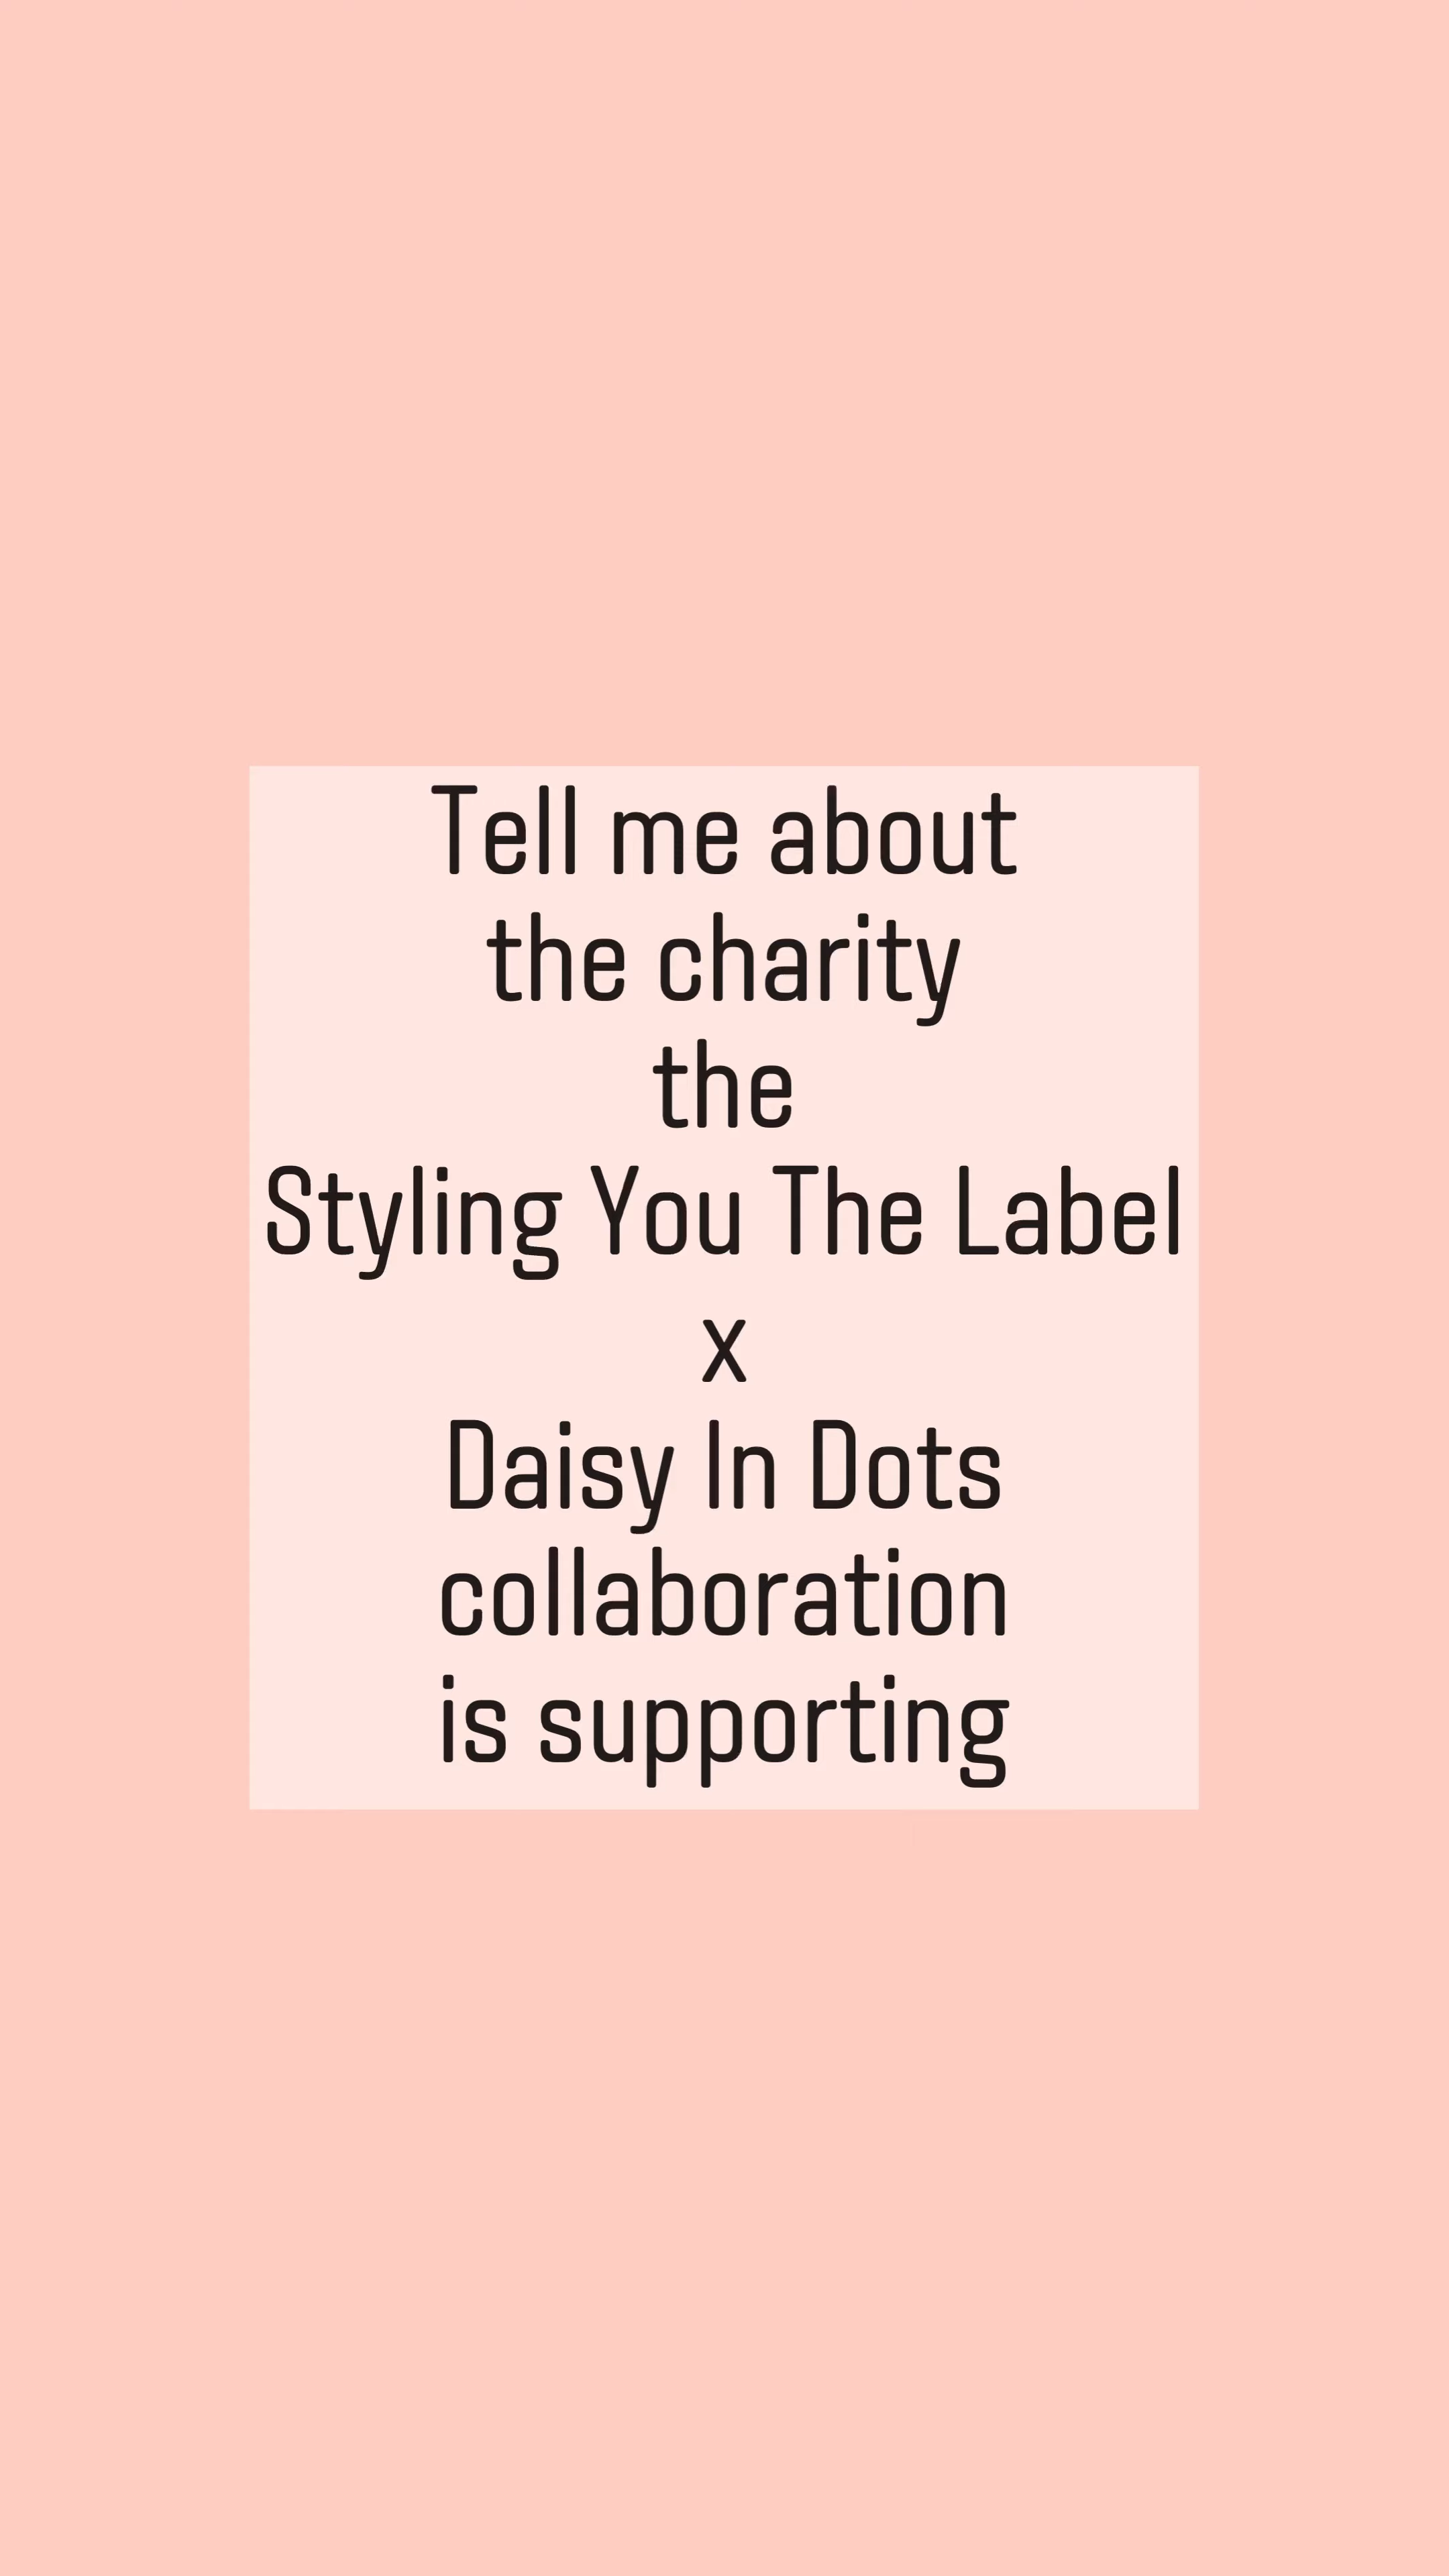 Tell me about
the charity
the
Styling You The Label
x
Daisy In Dots
collaboration
is supporting